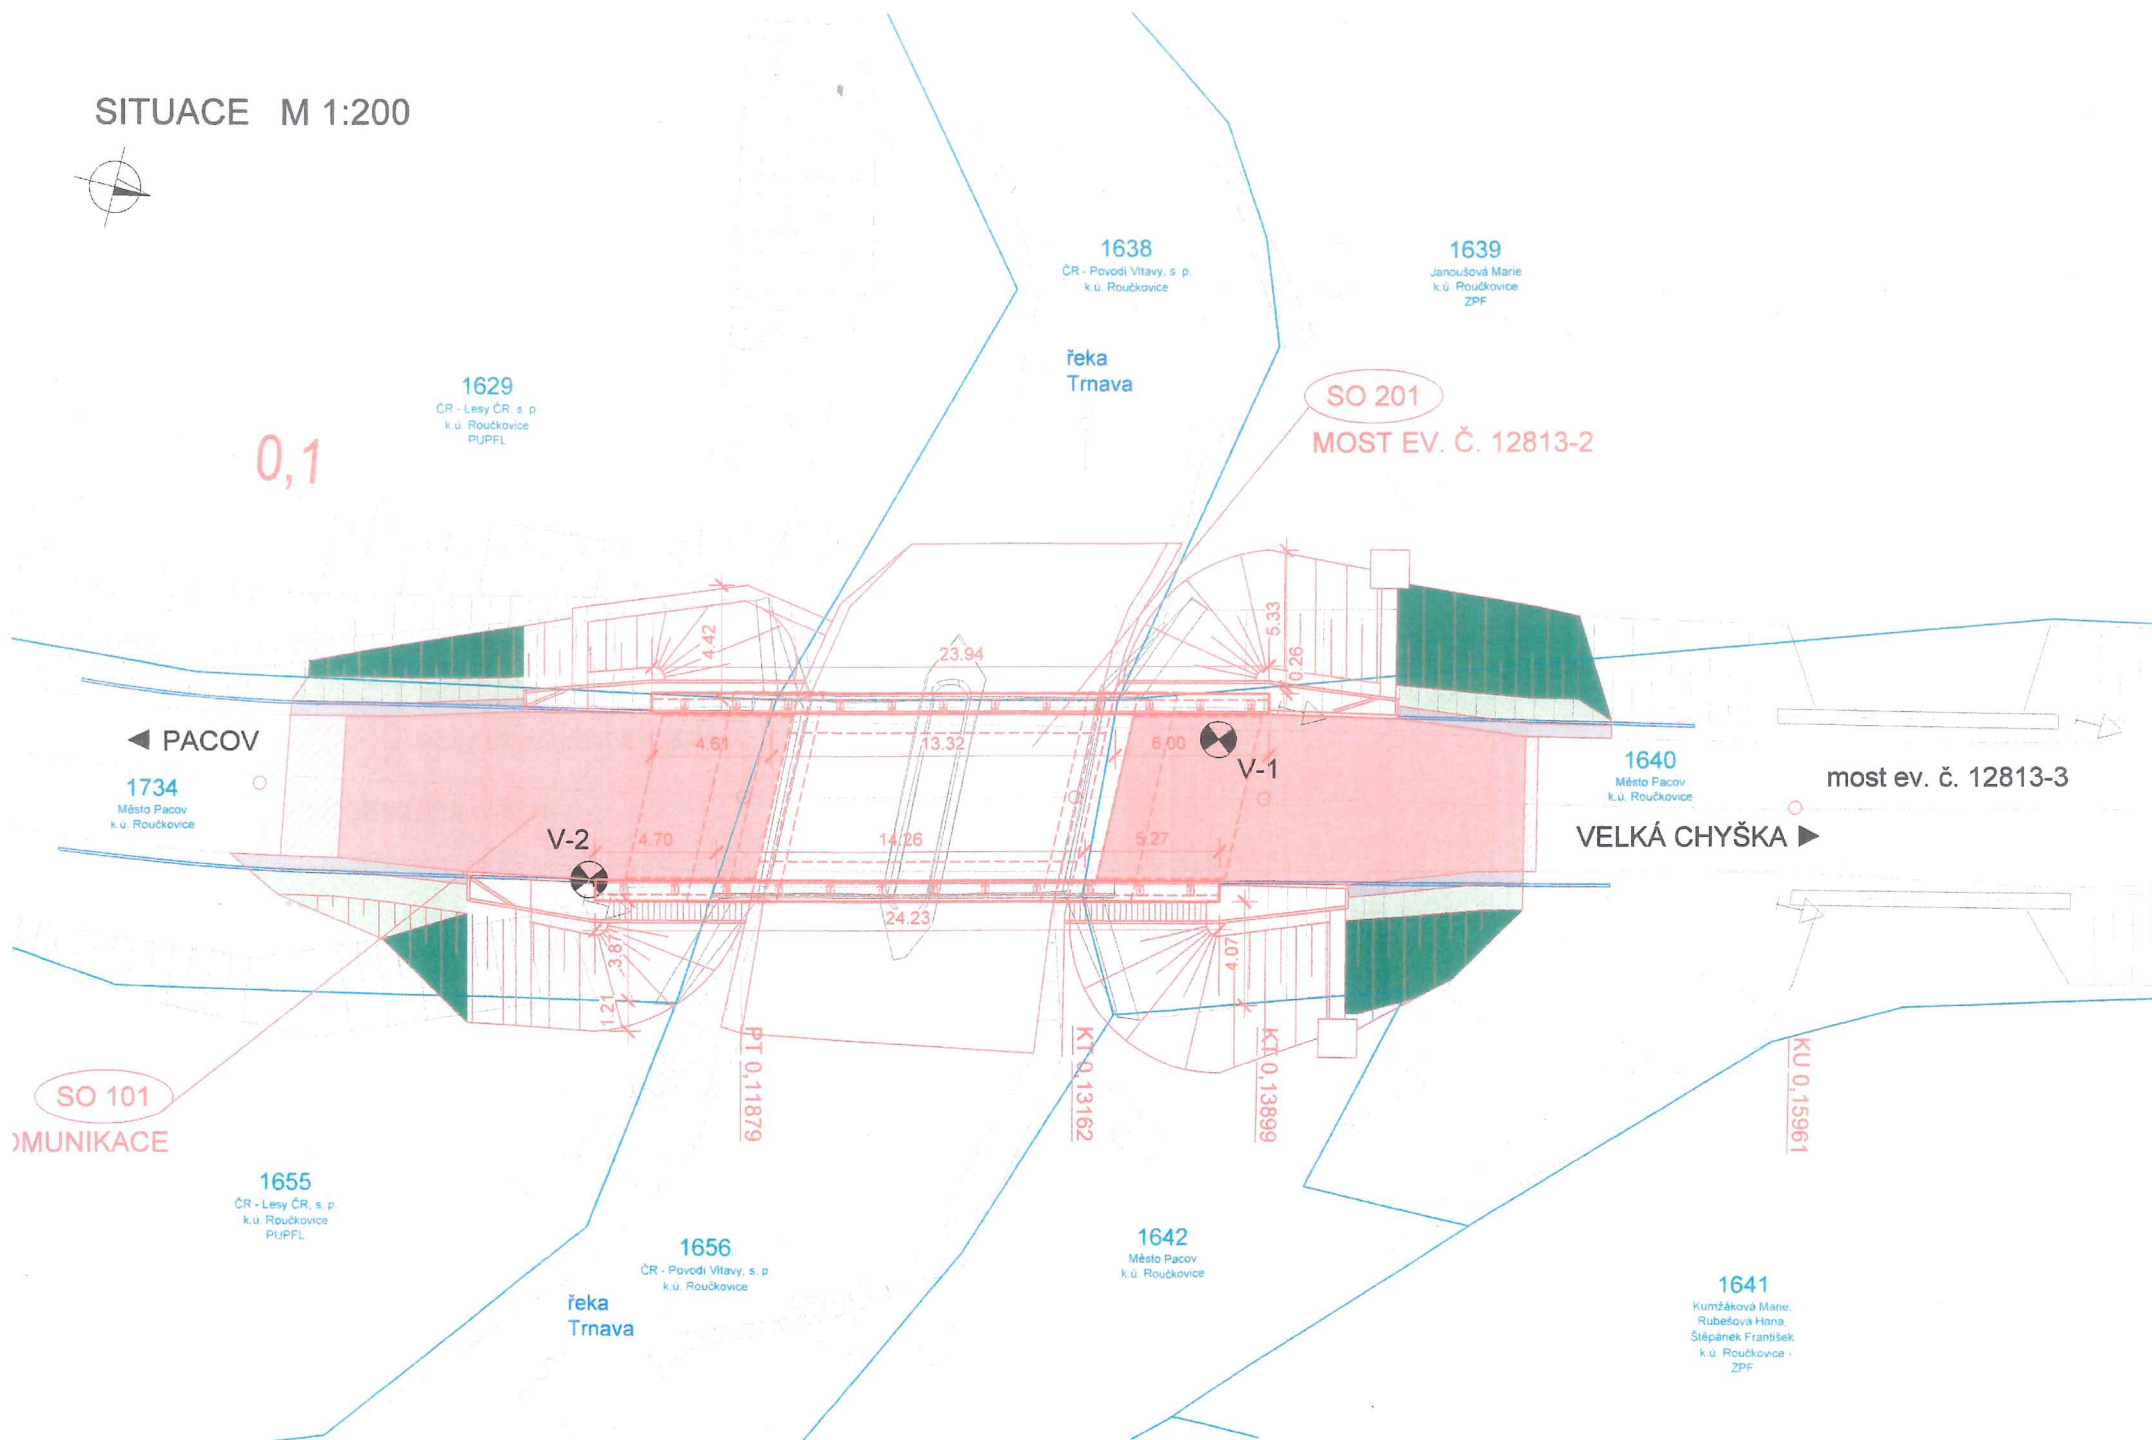 SITUACE M 1:200
1638
ČR - Povodí Vltavy, s. p.
k.ú. Roučkovice
1639
Janoušová Marie
k.ú. Roučkovice
ZPF
řeka
Trnava
1629
ČR - Lesy ČR, s. p.
k.ú. Roučkovice
PUPFL
0,1
SO 201
MOST EV. Č. 12813-2
4.42
23.94
5.33
0.26
PACOV
4.61
13.32
6.00
V-1
1734
Město Pacov
k.ú. Roučkovice
1640
Město Pacov
k.ú. Roučkovice
most ev. č. 12813-3
V-2
4.70
14.26
5.27
VELKÁ CHYŠKA
24.23
3.87
4.07
1.21
PT 0,11879
KT 0,13162
KT 0,13899
KU 0,15961
SO 101
OMUNIKACE
1655
ČR - Lesy ČR, s. p.
k.ú. Roučkovice
PUPFL
1656
ČR - Povodí Vltavy, s. p.
k.ú. Roučkovice
řeka
Trnava
1642
Město Pacov
k.ú. Roučkovice
1641
Kumžáková Marie,
Rubešová Hana,
Štěpánek František
k.ú. Roučkovice -
ZPF